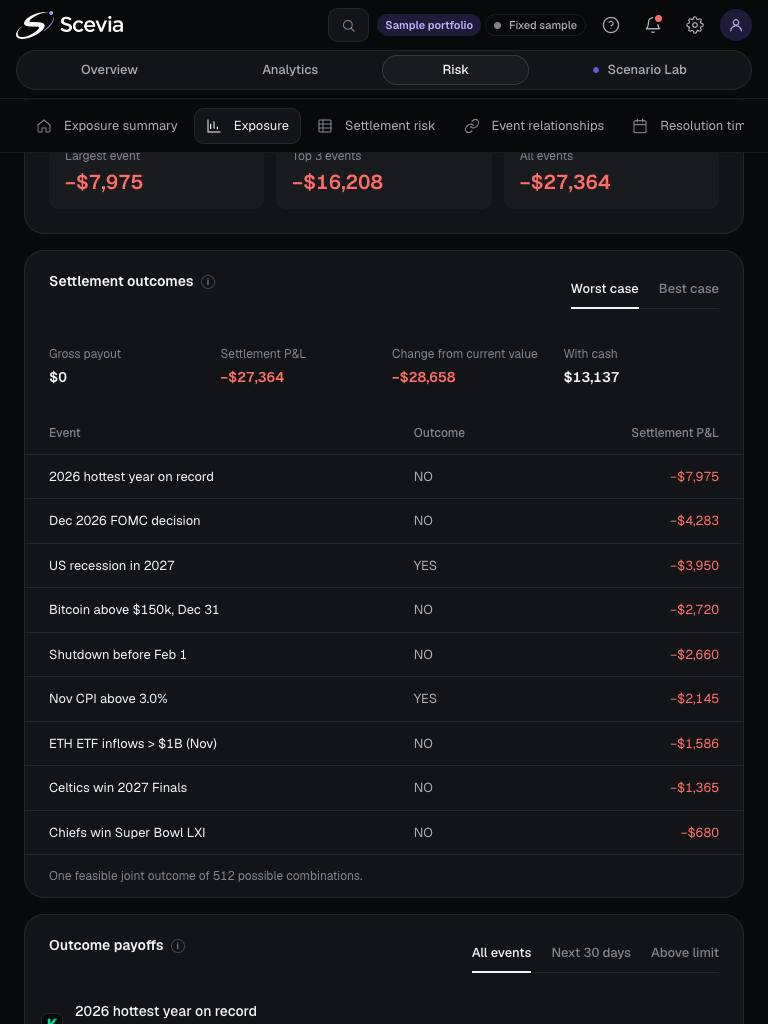 Scevia
Sample portfolio
Fixed sample
Overview
Analytics
Risk
Scenario Lab
Exposure summary
Exposure
Settlement risk
Event relationships
Resolution tim
Largest event
Top 3 events
All events
−$7,975
−$16,208
−$27,364
Settlement outcomes
Worst case
Best case
Gross payout
Settlement P&L
Change from current value
With cash
$0
−$27,364
−$28,658
$13,137
Event Outcome Settlement P&L
2026 hottest year on record NO −$7,975
Dec 2026 FOMC decision NO −$4,283
US recession in 2027 YES −$3,950
Bitcoin above $150k, Dec 31 NO −$2,720
Shutdown before Feb 1 NO −$2,660
Nov CPI above 3.0% YES −$2,145
ETH ETF inflows > $1B (Nov) NO −$1,586
Celtics win 2027 Finals NO −$1,365
Chiefs win Super Bowl LXI NO −$680
One feasible joint outcome of 512 possible combinations.
Outcome payoffs
All events
Next 30 days
Above limit
2026 hottest year on record